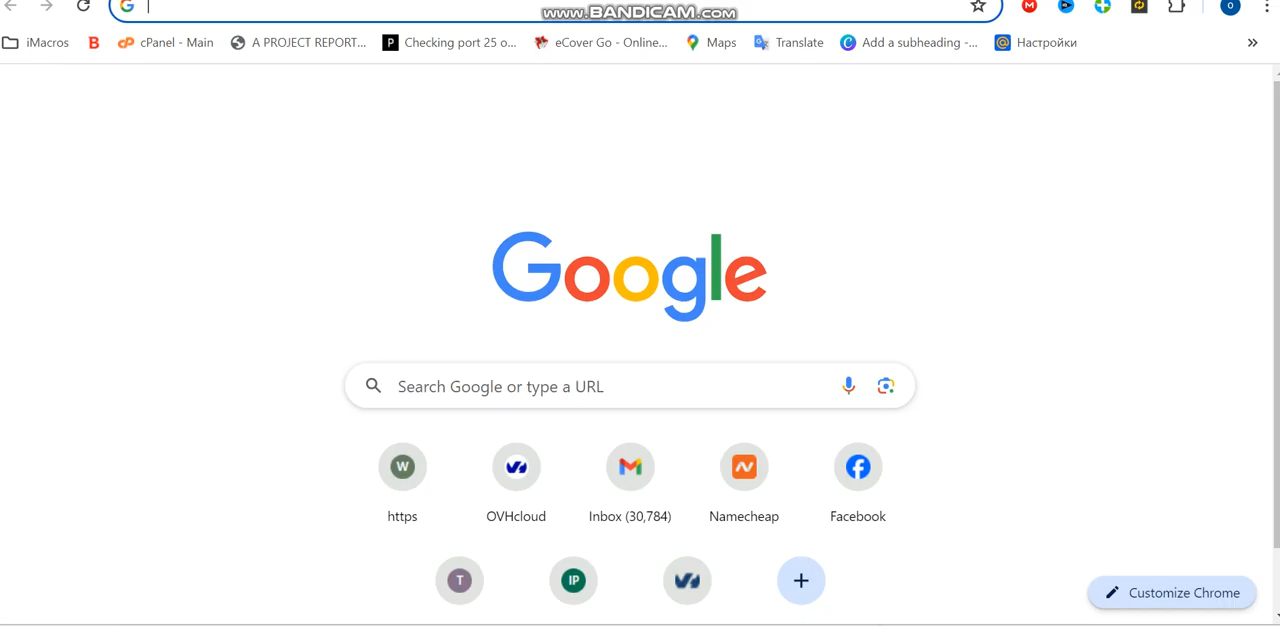 www.BANDICAM.com
iMacros
B
cP cPanel - Main
A PROJECT REPORT...
P Checking port 25 o...
eCover Go - Online...
Maps
Translate
Add a subheading -...
Настройки
Google
Search Google or type a URL
W
https
OVHcloud
Inbox (30,784)
Namecheap
Facebook
T
IP
Customize Chrome